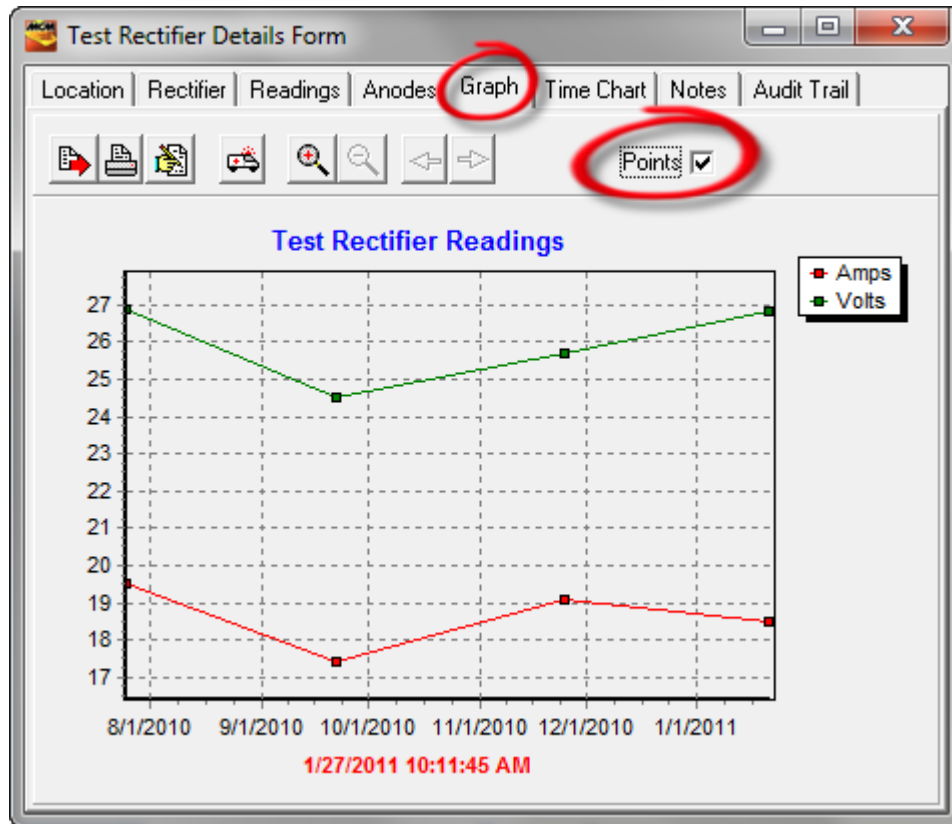 MCM Test Rectifier Details Form
Location Rectifier Readings Anodes Graph Time Chart Notes Audit Trail
Points
Test Rectifier Readings
Amps
Volts
27
26
25
24
23
22
21
20
19
18
17
8/1/2010 9/1/2010 10/1/2010 11/1/2010 12/1/2010 1/1/2011
1/27/2011 10:11:45 AM